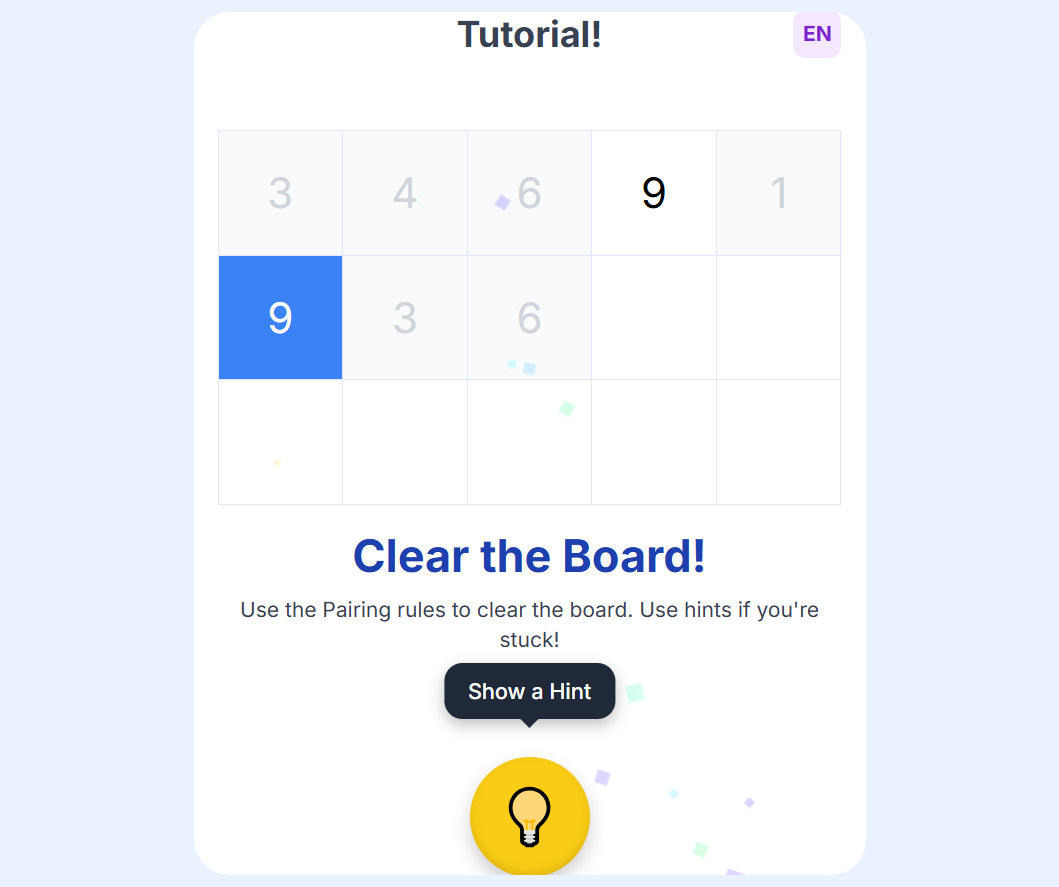 Tutorial!
EN
3 4 6 9 1
9 3 6
Clear the Board!
Use the Pairing rules to clear the board. Use hints if you're
stuck!
Show a Hint